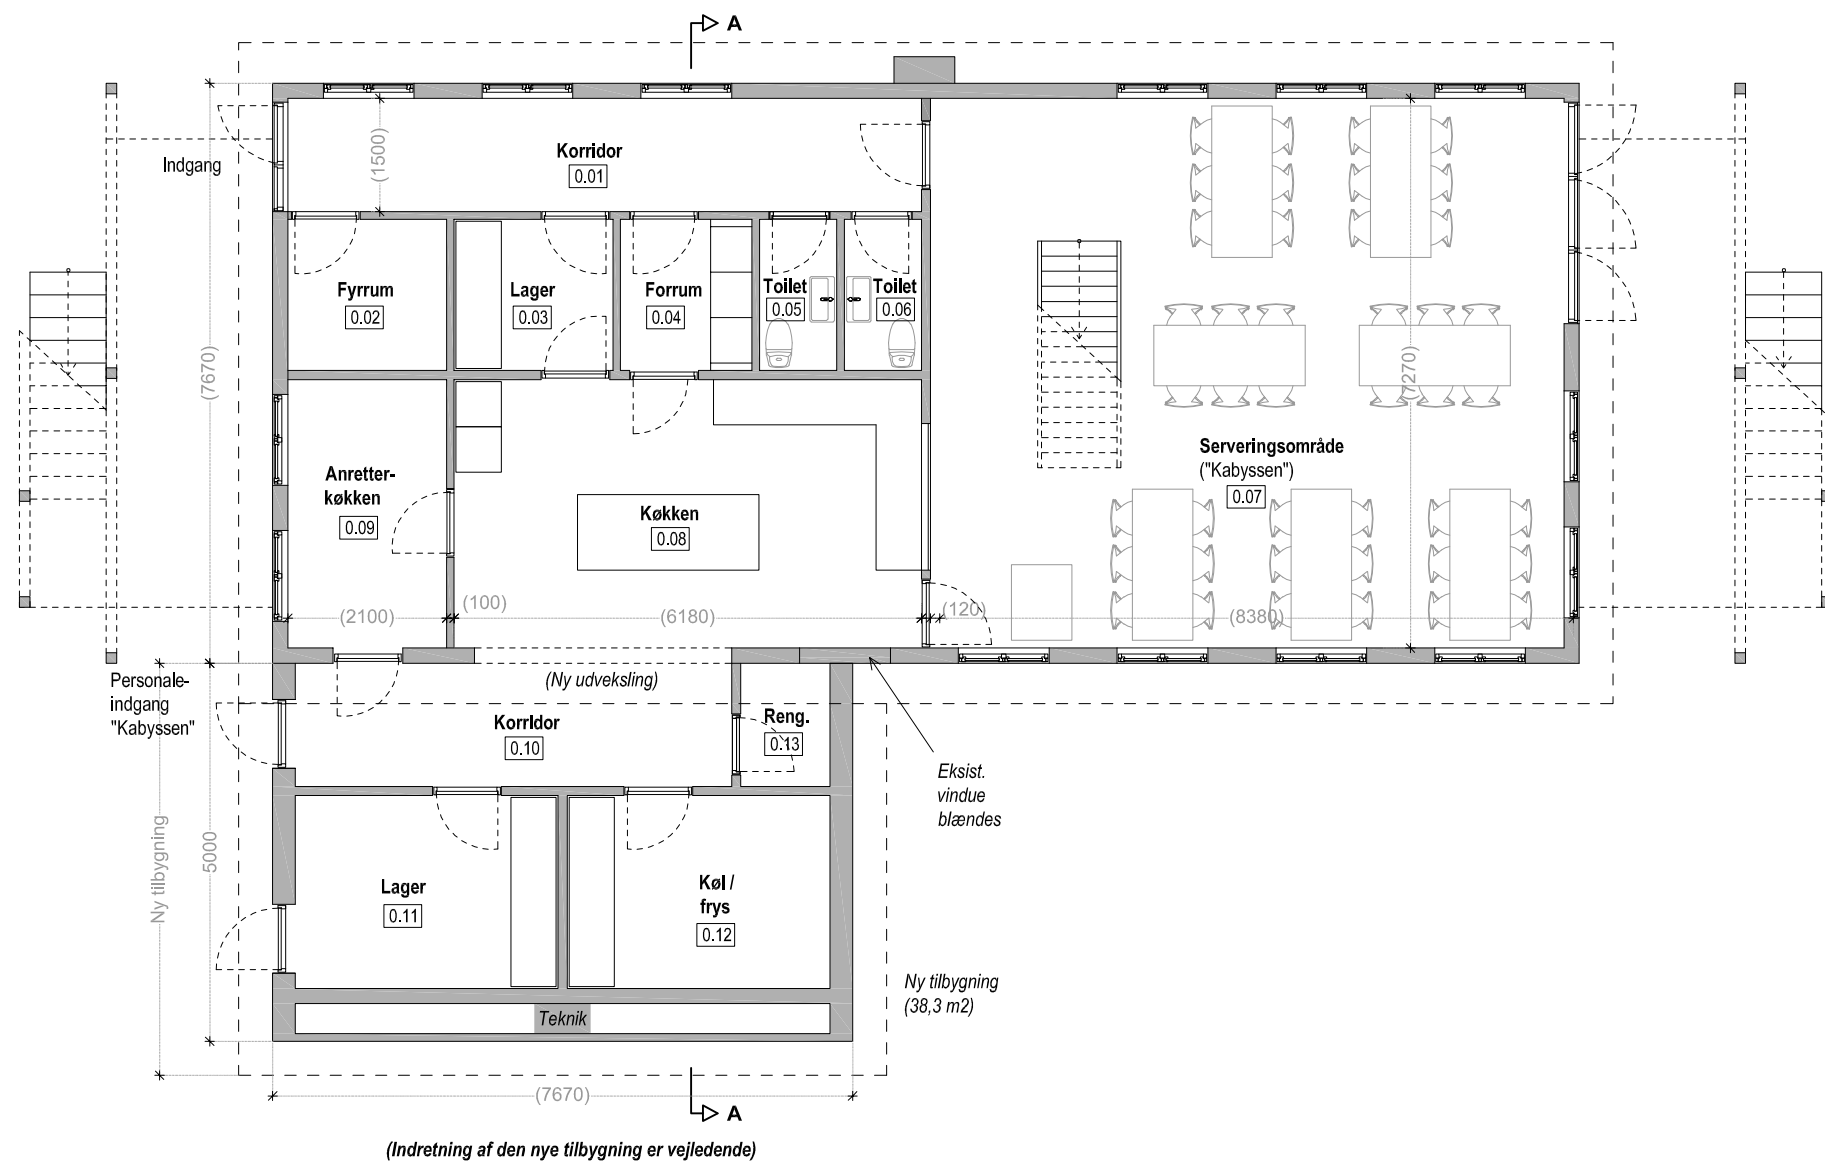 A
Indgang
(1500)
Korridor
0.01
Fyrrum
0.02
Lager
0.03
Forrum
0.04
Toilet
0.05
Toilet
0.06
(7670)
(7270)
Serveringsområde
("Kabyssen")
0.07
Anretter-
køkken
0.09
Køkken
0.08
(2100)
(100)
(6180)
(120)
(8380)
Personale-
indgang
"Kabyssen"
(Ny udveksling)
Korridor
0.10
Reng.
0.13
Eksist.
vindue
blændes
Ny tilbygning
5000
Lager
0.11
Køl /
frys
0.12
Ny tilbygning
(38,3 m2)
Teknik
(7670)
A
(Indretning af den nye tilbygning er vejledende)